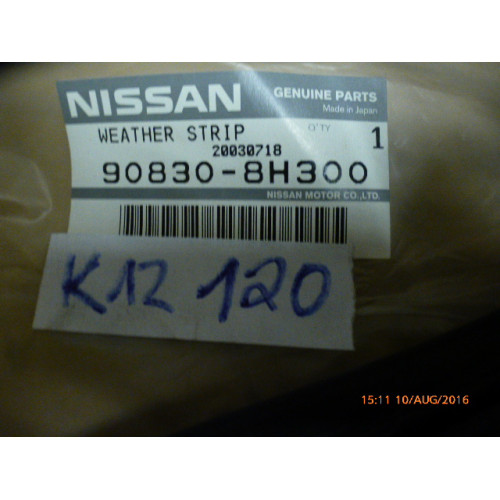 NISSAN
GENUINE PARTS
Made in Japan
WEATHER STRIP
Q'TY
1
20030718
90830-8H300
NISSAN MOTOR CO.,LTD.
K12 120
15:11 10/AUG/2016